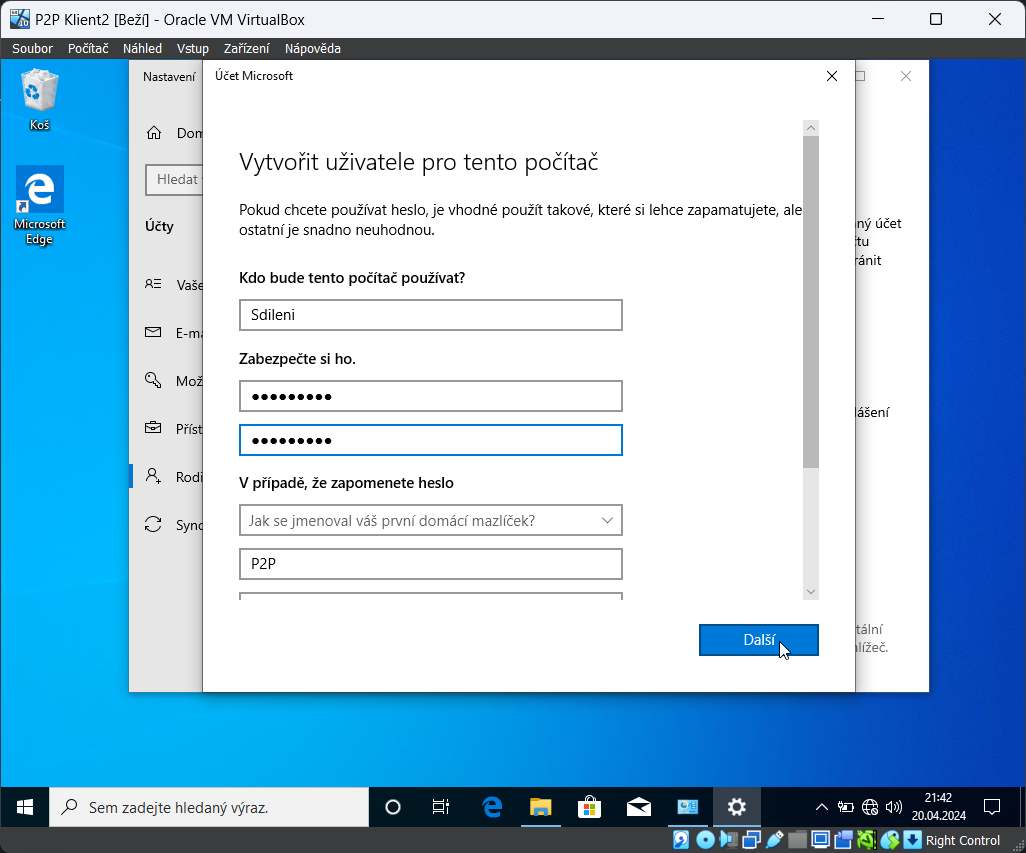 P2P Klient2 [Beží] - Oracle VM VirtualBox
Soubor Počítač Náhled Vstup Zařízení Nápověda
Koš
Microsoft
Edge
Nastavení
Dom
Hledat
Účty
Vaše
E-ma
Mož
Příst
Rodi
Sync
Účet Microsoft
Vytvořit uživatele pro tento počítač
Pokud chcete používat heslo, je vhodné použít takové, které si lehce zapamatujete, ale
ostatní je snadno neuhodnou.
Kdo bude tento počítač používat?
Sdileni
Zabezpečte si ho.
●●●●●●●●●
●●●●●●●●●
V případě, že zapomenete heslo
Jak se jmenoval váš první domácí mazlíček?
P2P
Další
ný účet
tu
ránit
lášení
tální
alížeč.
Sem zadejte hledaný výraz.
21:42
20.04.2024
Right Control